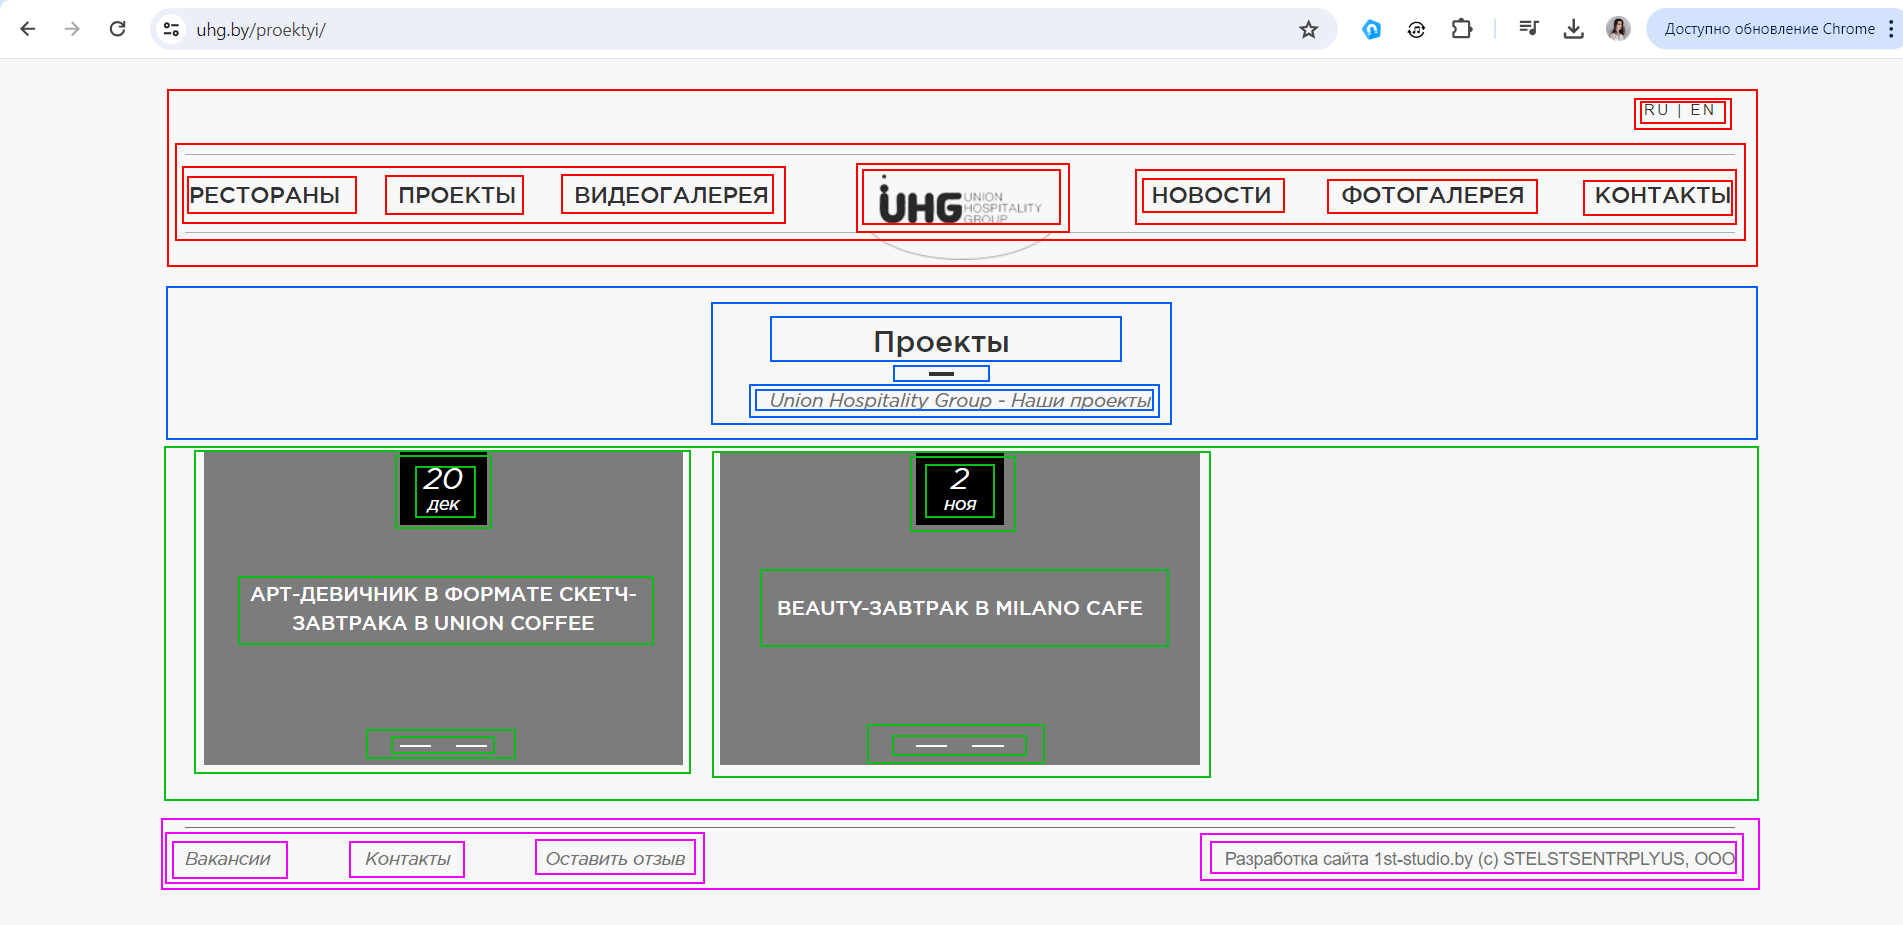 uhg.by/proektyi/
Доступно обновление Chrome
RU | EN
РЕСТОРАНЫ ПРОЕКТЫ ВИДЕОГАЛЕРЕЯ
UHG UNION HOSPITALITY GROUP
НОВОСТИ ФОТОГАЛЕРЕЯ КОНТАКТЫ
Проекты
Union Hospitality Group - Наши проекты
20
дек
АРТ-ДЕВИЧНИК В ФОРМАТЕ СКЕТЧ-
ЗАВТРАКА В UNION COFFEE
2
ноя
BEAUTY-ЗАВТРАК В MILANO CAFE
Вакансии Контакты Оставить отзыв
Разработка сайта 1st-studio.by (c) STELSTSENTRPLYUS, ООО